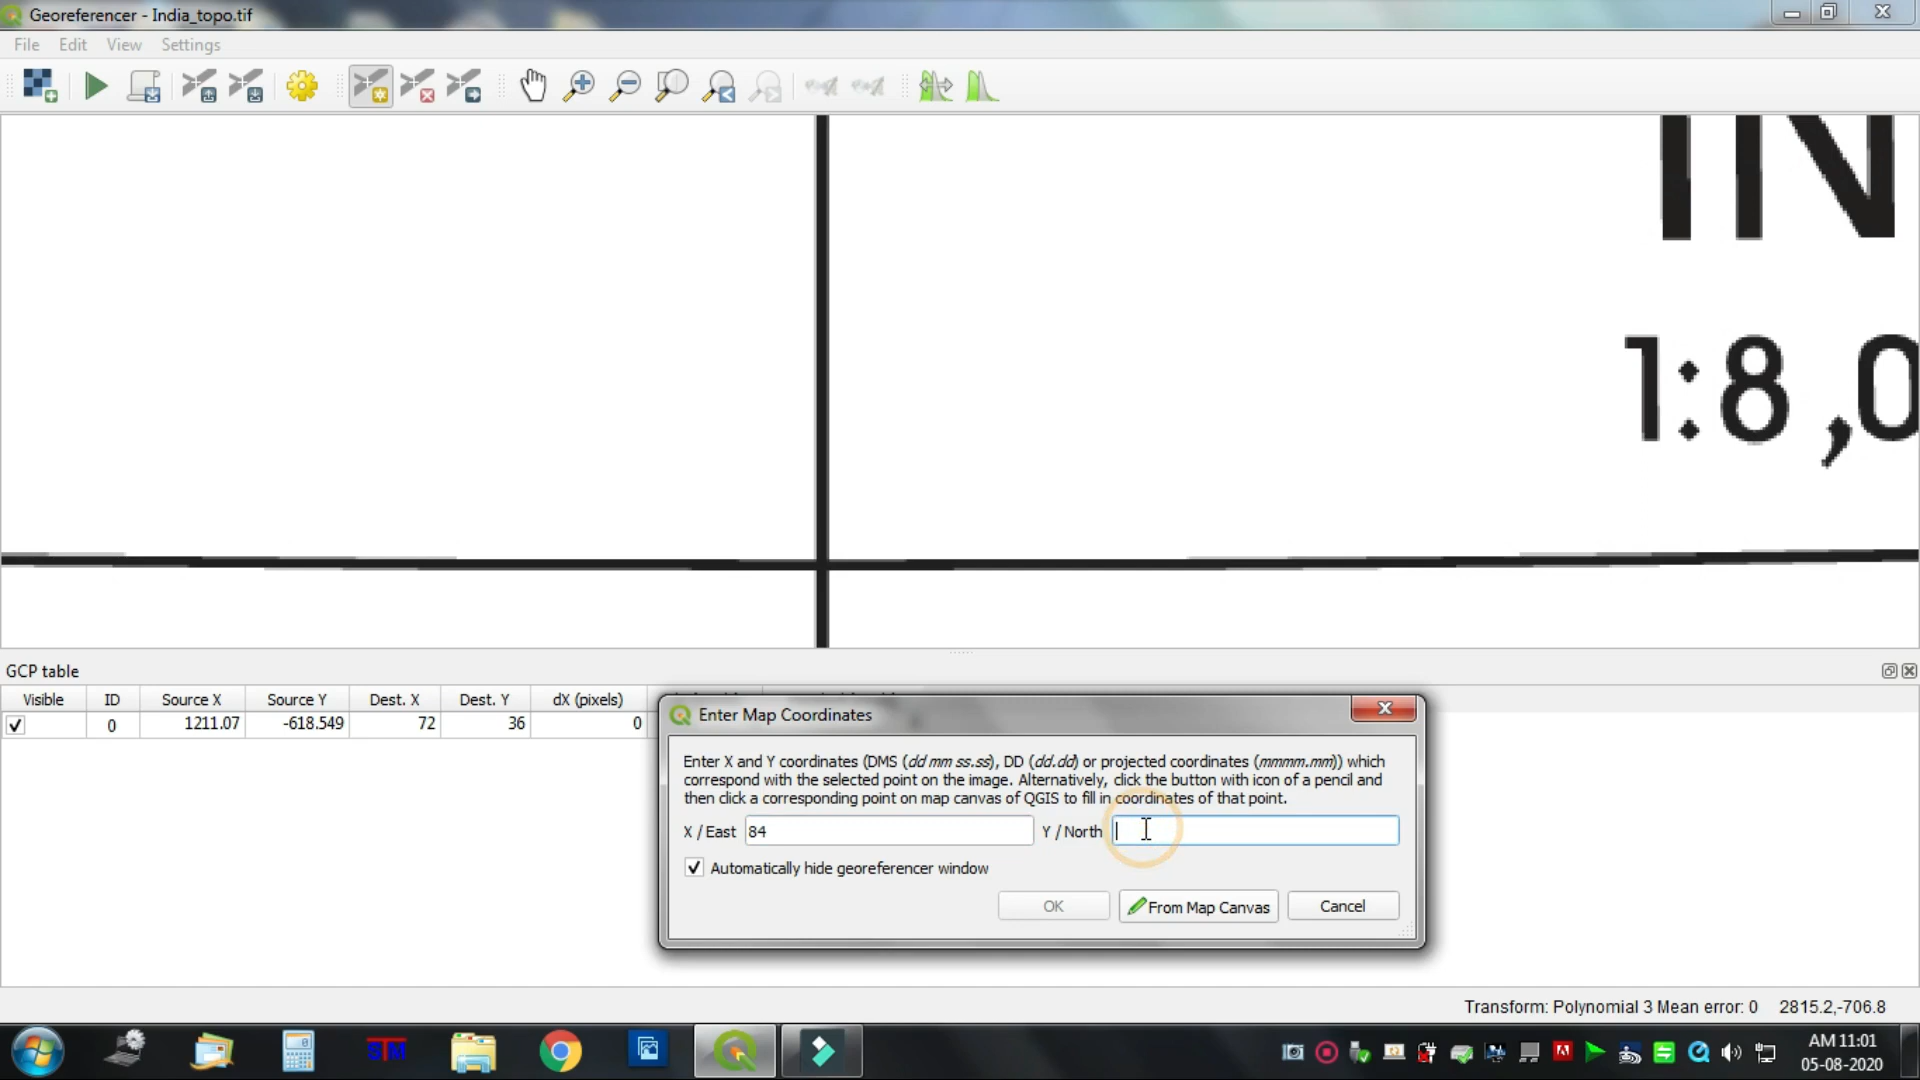 Georeferencer - India_topo.tif
File Edit View Settings
IN
1:8,0
GCP table
Visible ID Source X Source Y Dest. X Dest. Y dX (pixels)
0 1211.07 -618.549 72 36 0
Enter Map Coordinates
Enter X and Y coordinates (DMS (dd mm ss.ss), DD (dd.dd) or projected coordinates (mmmm.mm)) which
correspond with the selected point on the image. Alternatively, click the button with icon of a pencil and
then click a corresponding point on map canvas of QGIS to fill in coordinates of that point.
X / East 84 Y / North
Automatically hide georeferencer window
OK From Map Canvas Cancel
Transform: Polynomial 3 Mean error: 0 2815.2,-706.8
STM
AM 11:01
05-08-2020